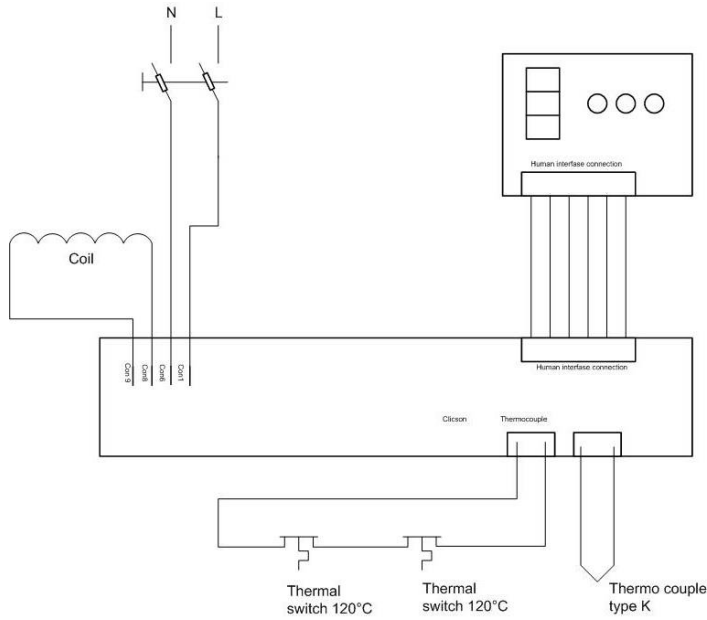 N L
Human interfase connection
Coil
Con 9
Con8
Con6
Con1
Human interfase connection
Clicson Thermocouple
Thermal
switch 120°C
Thermal
switch 120°C
Thermo couple
type K